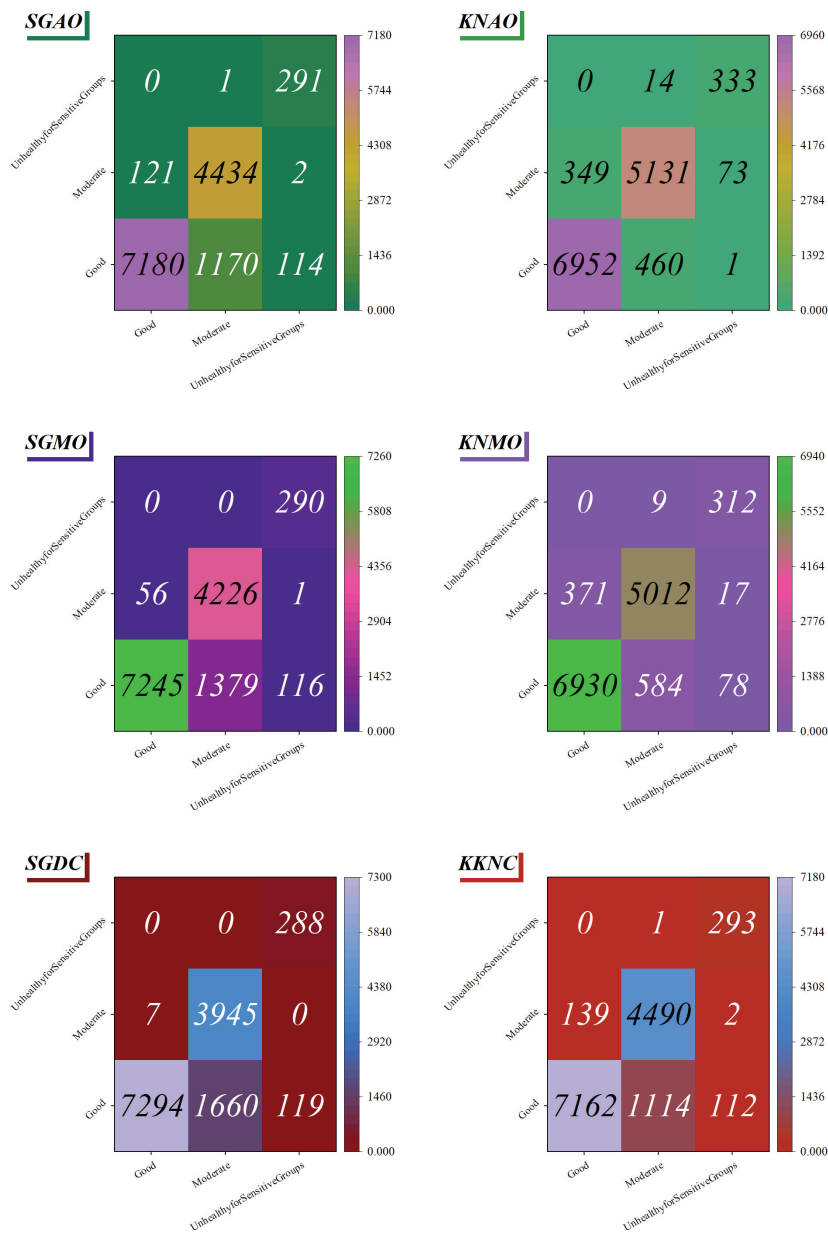 SGAO
UnhealthyforSensitiveGroups
0 1 291
Moderate
121 4434 2
Good
7180 1170 114
Good Moderate UnhealthyforSensitiveGroups
7180
5744
4308
2872
1436
0.000
KNAO
UnhealthyforSensitiveGroups
0 14 333
Moderate
349 5131 73
Good
6952 460 1
Good Moderate UnhealthyforSensitiveGroups
6960
5568
4176
2784
1392
0.000
SGMO
UnhealthyforSensitiveGroups
0 0 290
Moderate
56 4226 1
Good
7245 1379 116
Good Moderate UnhealthyforSensitiveGroups
7260
5808
4356
2904
1452
0.000
KNMO
UnhealthyforSensitiveGroups
0 9 312
Moderate
371 5012 17
Good
6930 584 78
Good Moderate UnhealthyforSensitiveGroups
6940
5552
4164
2776
1388
0.000
SGDC
UnhealthyforSensitiveGroups
0 0 288
Moderate
7 3945 0
Good
7294 1660 119
Good Moderate UnhealthyforSensitiveGroups
7300
5840
4380
2920
1460
0.000
KKNC
UnhealthyforSensitiveGroups
0 1 293
Moderate
139 4490 2
Good
7162 1114 112
Good Moderate UnhealthyforSensitiveGroups
7180
5744
4308
2872
1436
0.000